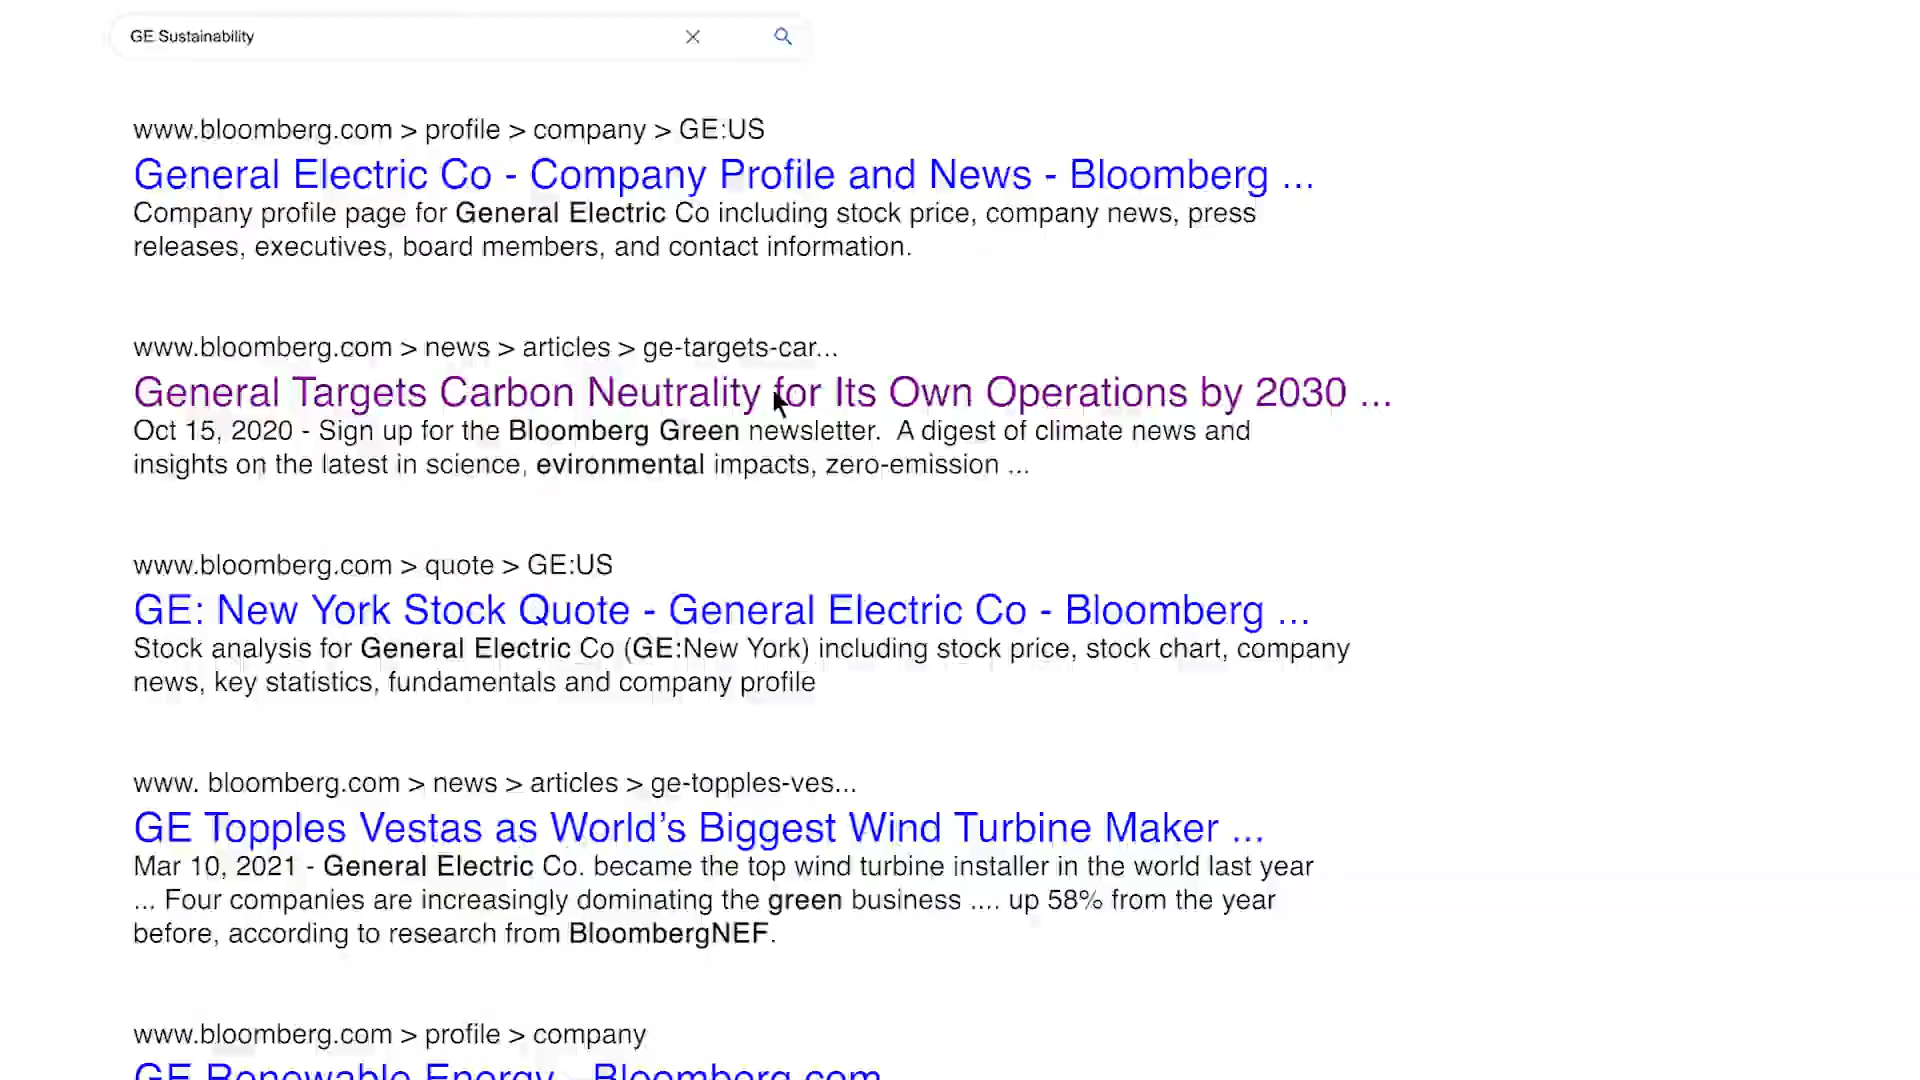 GE Sustainability
www.bloomberg.com > profile > company > GE:US
General Electric Co - Company Profile and News - Bloomberg ...
Company profile page for General Electric Co including stock price, company news, press
releases, executives, board members, and contact information.
www.bloomberg.com > news > articles > ge-targets-car...
General Targets Carbon Neutrality for Its Own Operations by 2030 ...
Oct 15, 2020 - Sign up for the Bloomberg Green newsletter.  A digest of climate news and
insights on the latest in science, evironmental impacts, zero-emission ...
www.bloomberg.com > quote > GE:US
GE: New York Stock Quote - General Electric Co - Bloomberg ...
Stock analysis for General Electric Co (GE:New York) including stock price, stock chart, company
news, key statistics, fundamentals and company profile
www. bloomberg.com > news > articles > ge-topples-ves...
GE Topples Vestas as World’s Biggest Wind Turbine Maker ...
Mar 10, 2021 - General Electric Co. became the top wind turbine installer in the world last year
... Four companies are increasingly dominating the green business .... up 58% from the year
before, according to research from BloombergNEF.
www.bloomberg.com > profile > company
GE Renewable Energy - Bloomberg.com